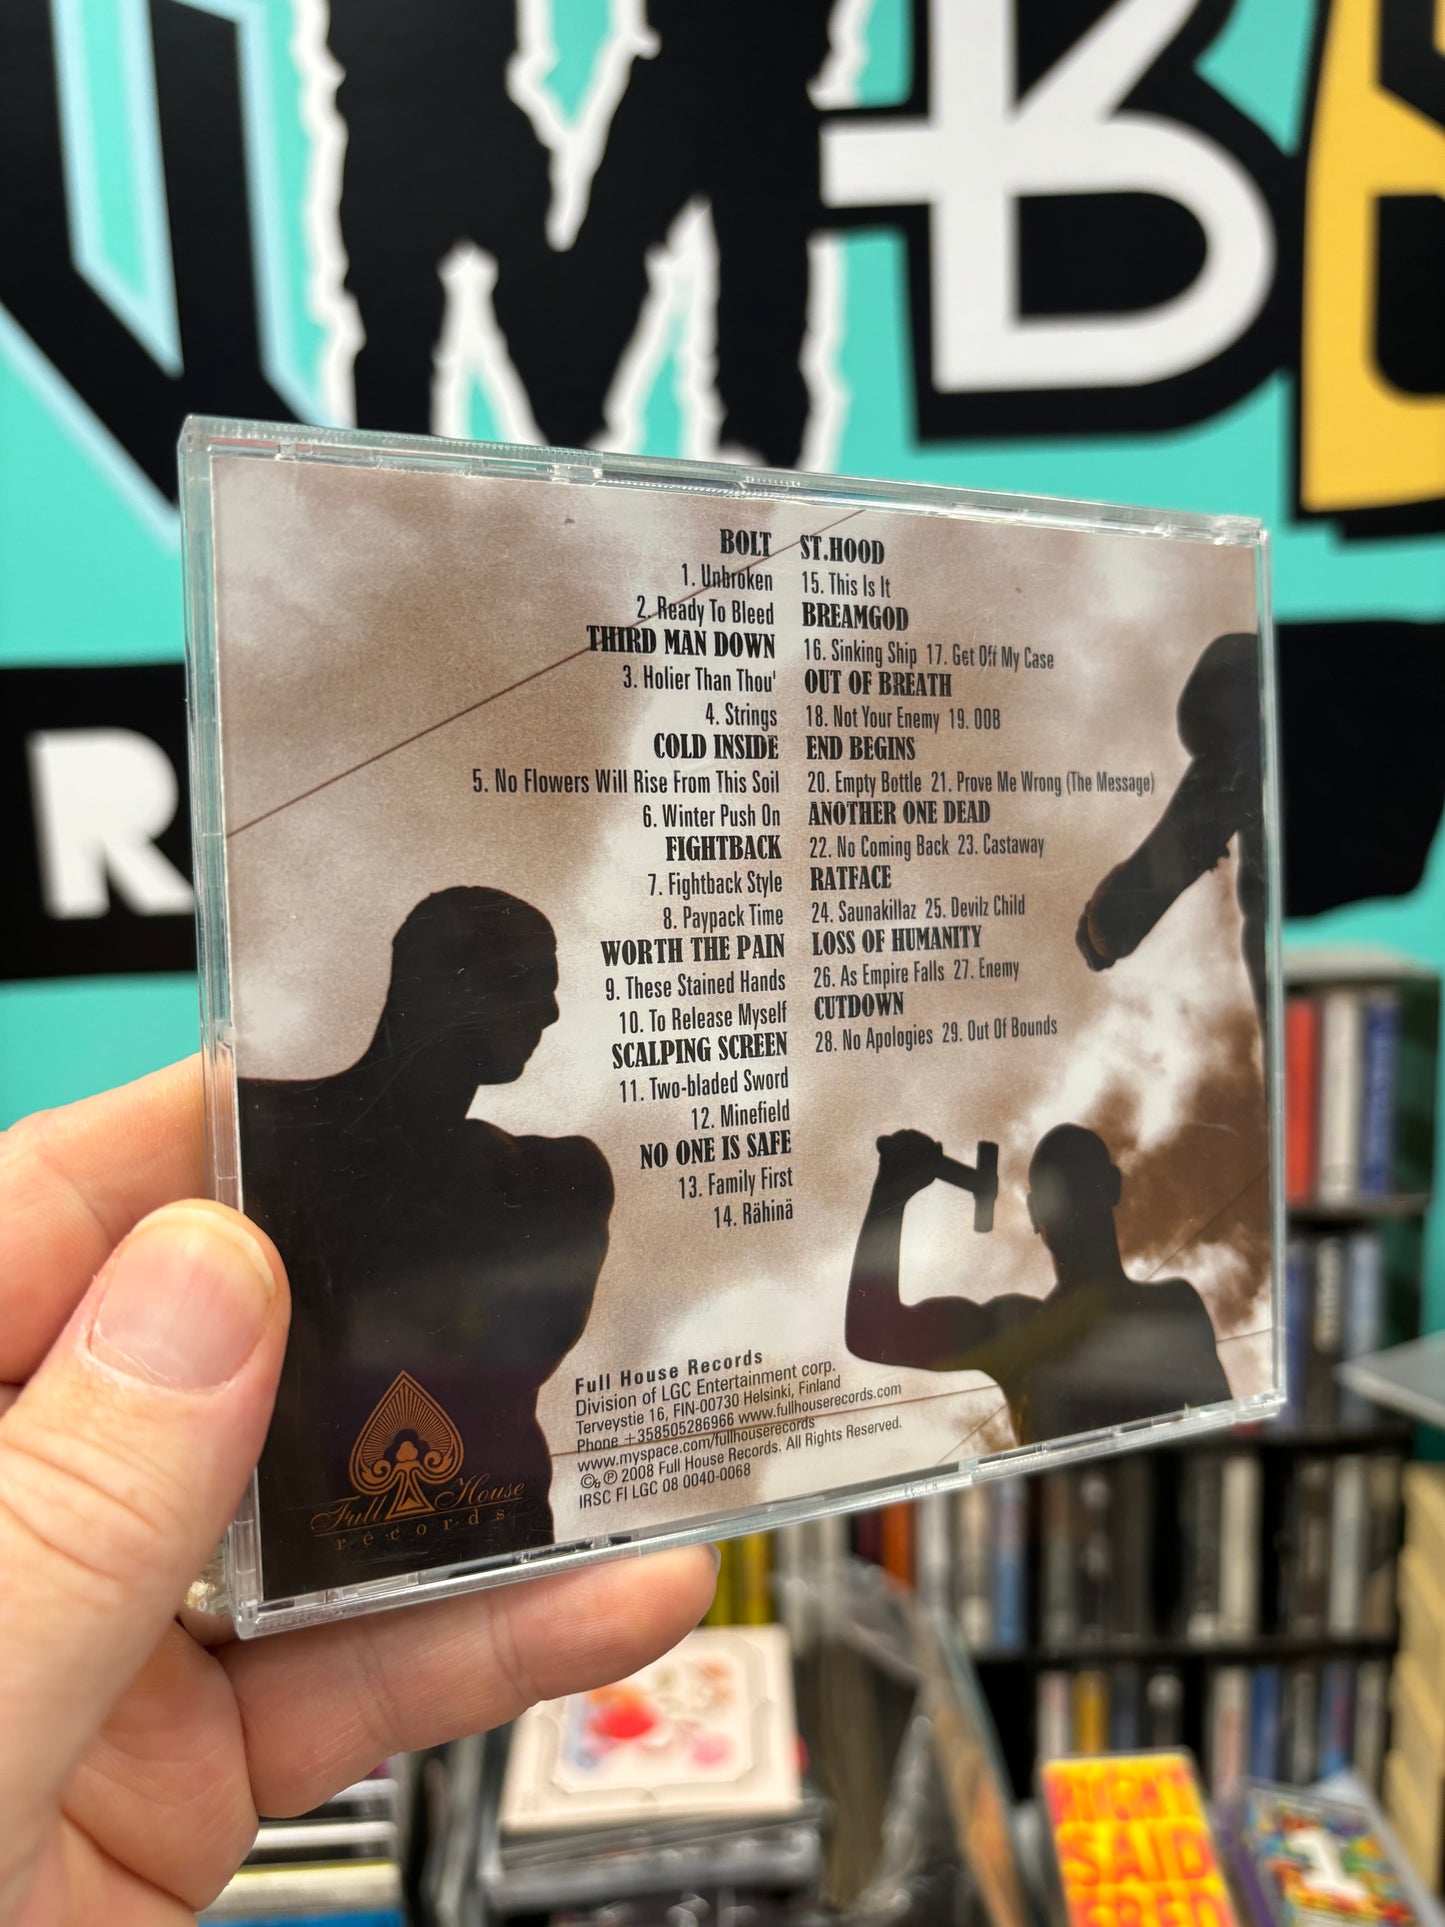 BOLT
1. Unbroken
2. Ready To Bleed
THIRD MAN DOWN
3. Holier Than Thou'
4. Strings
COLD INSIDE
5. No Flowers Will Rise From This Soil
6. Winter Push On
FIGHTBACK
7. Fightback Style
8. Paypack Time
WORTH THE PAIN
9. These Stained Hands
10. To Release Myself
SCALPING SCREEN
11. Two-bladed Sword
12. Minefield
NO ONE IS SAFE
13. Family First
14. Rähinä
ST.HOOD
15. This Is It
BREAMGOD
16. Sinking Ship 17. Get Off My Case
OUT OF BREATH
18. Not Your Enemy 19. OOB
END BEGINS
20. Empty Bottle 21. Prove Me Wrong (The Message)
ANOTHER ONE DEAD
22. No Coming Back 23. Castaway
RATFACE
24. Saunakillaz 25. Devilz Child
LOSS OF HUMANITY
26. As Empire Falls 27. Enemy
CUTDOWN
28. No Apologies 29. Out Of Bounds
Full House Records
Division of LGC Entertainment corp.
Terveystie 16, FIN-00730 Helsinki, Finland
Phone +358505286966 www.fullhouserecords.com
www.myspace.com/fullhouserecords
© & ℗ 2008 Full House Records. All Rights Reserved.
IRSC FI LGC 08 0040-0068
Full House
records
R
MB
SAID
1